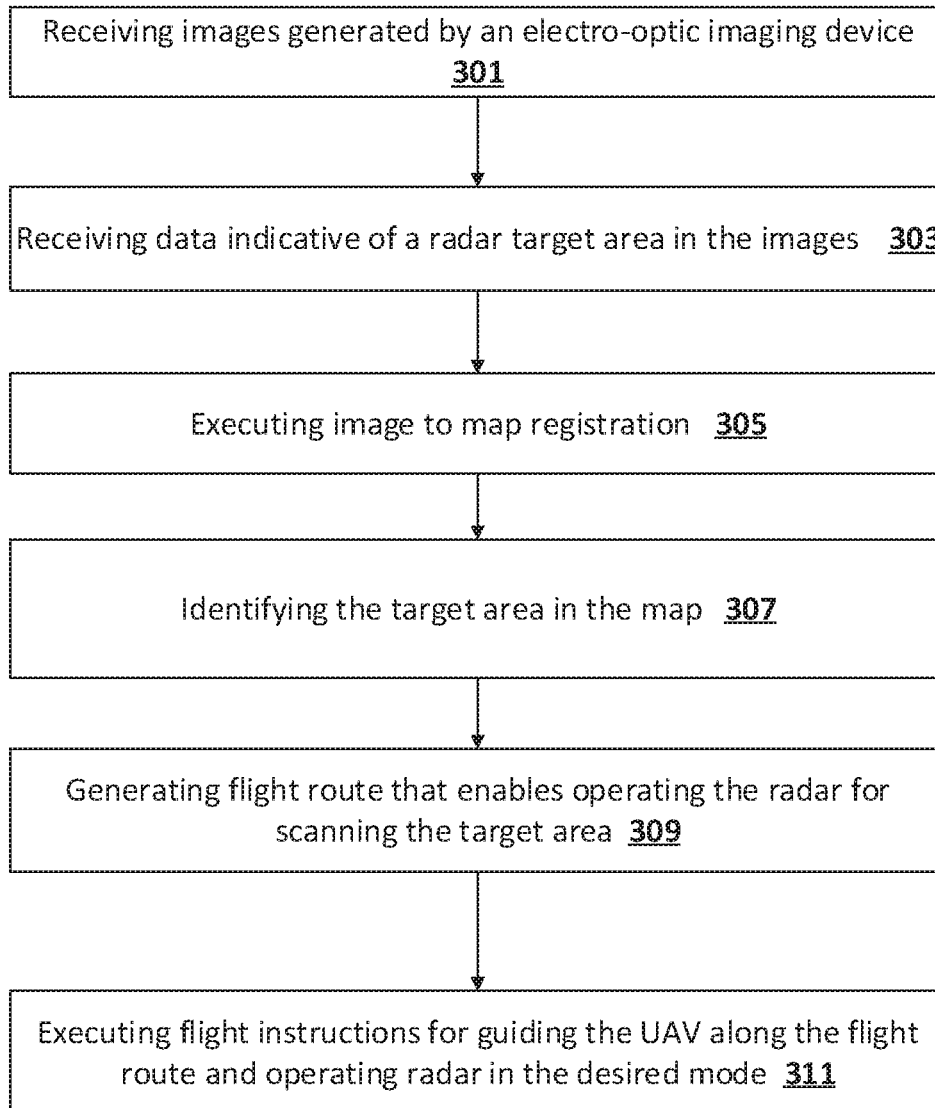 Receiving images generated by an electro-optic imaging device
301
Receiving data indicative of a radar target area in the images 303
Executing image to map registration 305
Identifying the target area in the map 307
Generating flight route that enables operating the radar for
scanning the target area 309
Executing flight instructions for guiding the UAV along the flight
route and operating radar in the desired mode 311